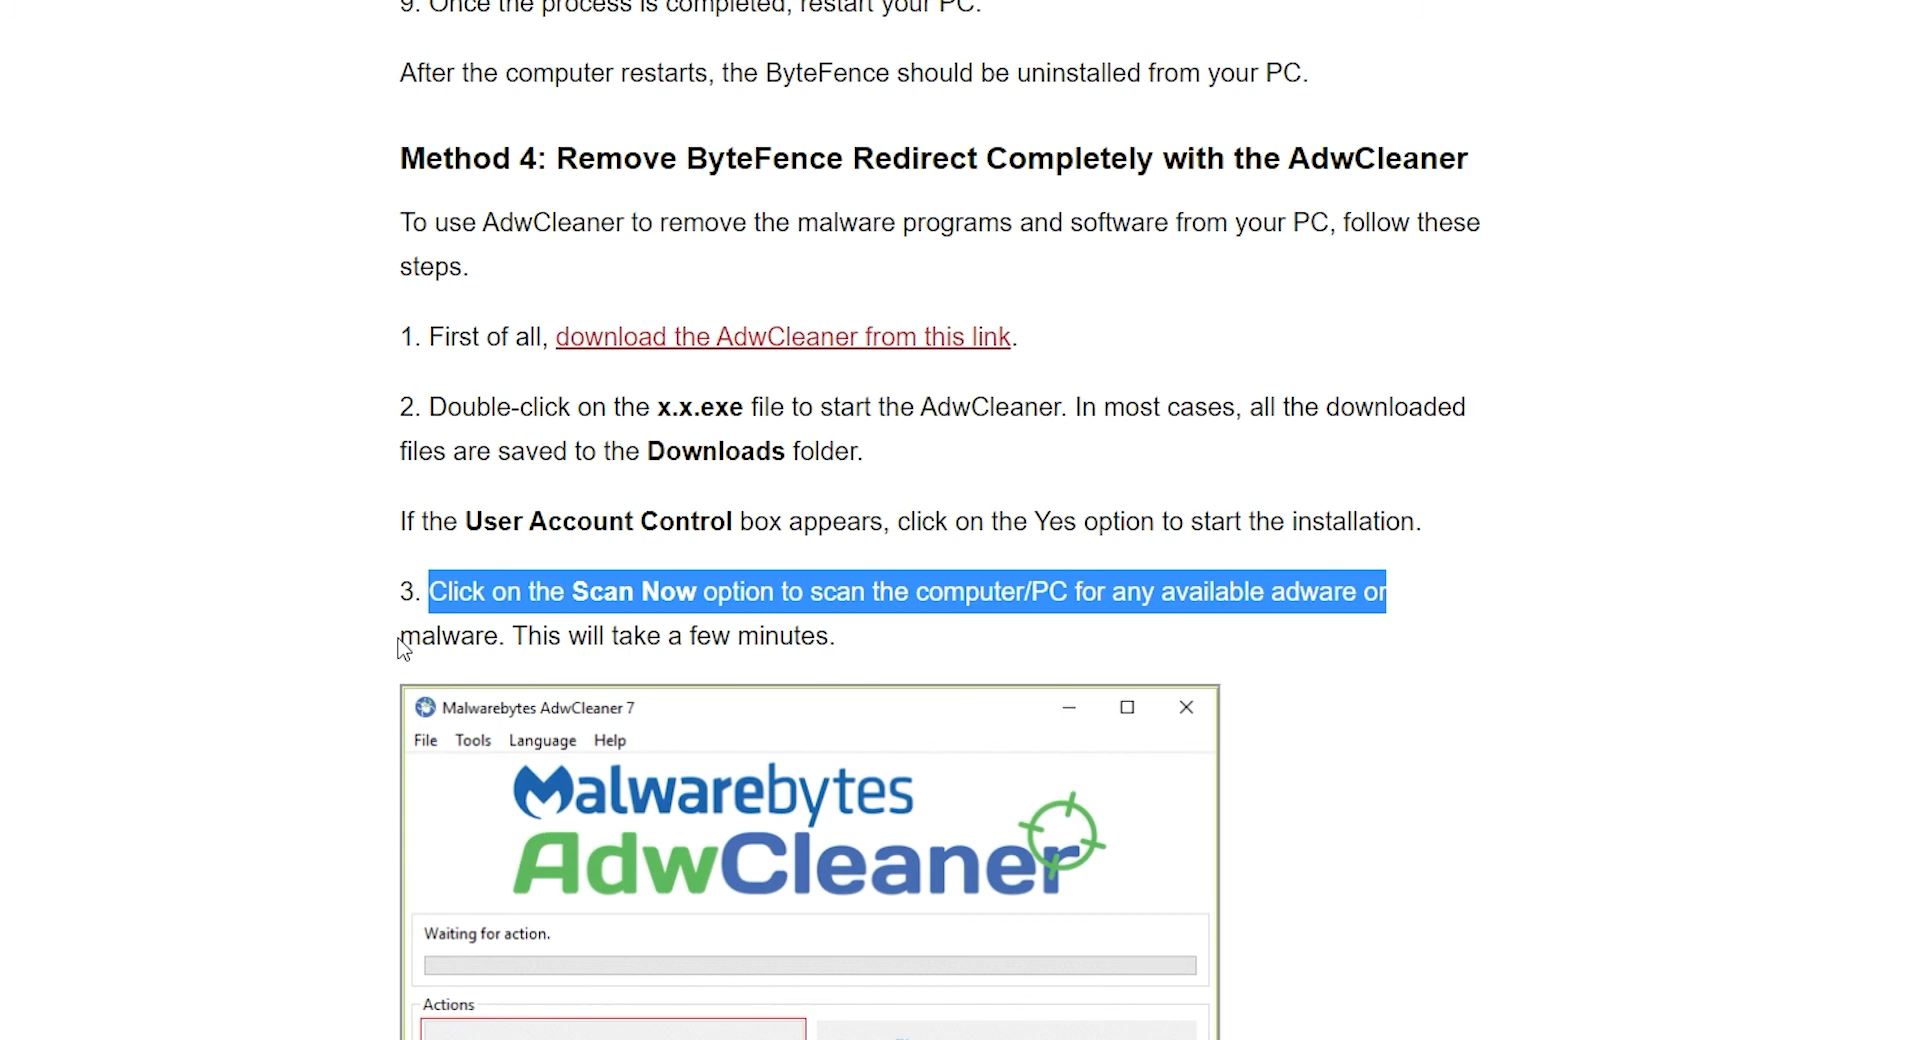 9. Once the process is completed, restart your PC.
After the computer restarts, the ByteFence should be uninstalled from your PC.
Method 4: Remove ByteFence Redirect Completely with the AdwCleaner
To use AdwCleaner to remove the malware programs and software from your PC, follow these
steps.
1. First of all, download the AdwCleaner from this link.
2. Double-click on the x.x.exe file to start the AdwCleaner. In most cases, all the downloaded
files are saved to the Downloads folder.
If the User Account Control box appears, click on the Yes option to start the installation.
3. Click on the Scan Now option to scan the computer/PC for any available adware or
malware. This will take a few minutes.
Malwarebytes AdwCleaner 7
File Tools Language Help
Malwarebytes
AdwCleaner
Waiting for action.
Actions